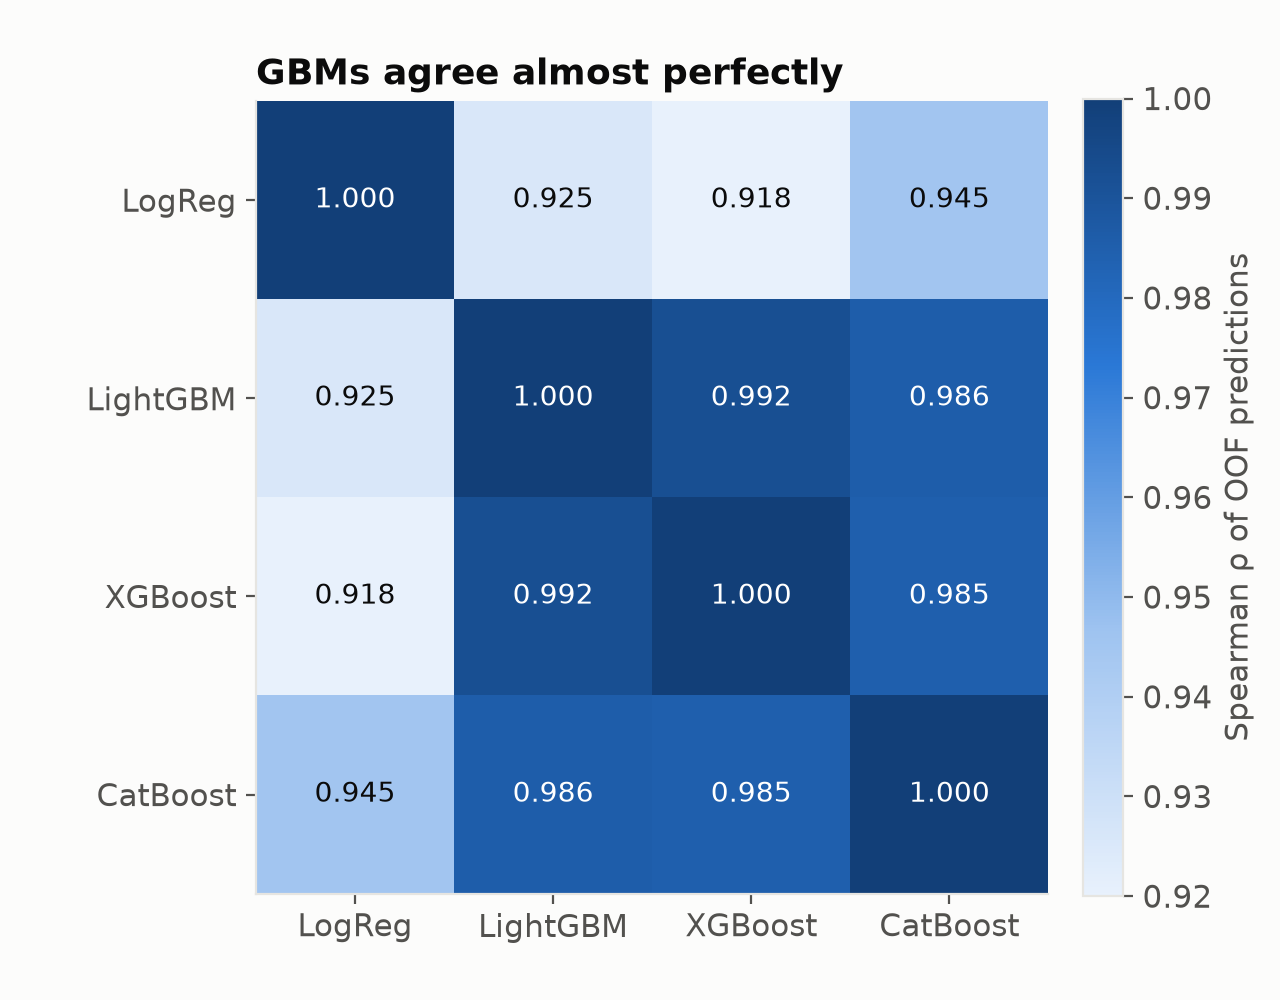 GBMs agree almost perfectly
LogReg 1.000 0.925 0.918 0.945
LightGBM 0.925 1.000 0.992 0.986
XGBoost 0.918 0.992 1.000 0.985
CatBoost 0.945 0.986 0.985 1.000
LogReg LightGBM XGBoost CatBoost
1.00
0.99
0.98
0.97
0.96
0.95
0.94
0.93
0.92
Spearman ρ of OOF predictions